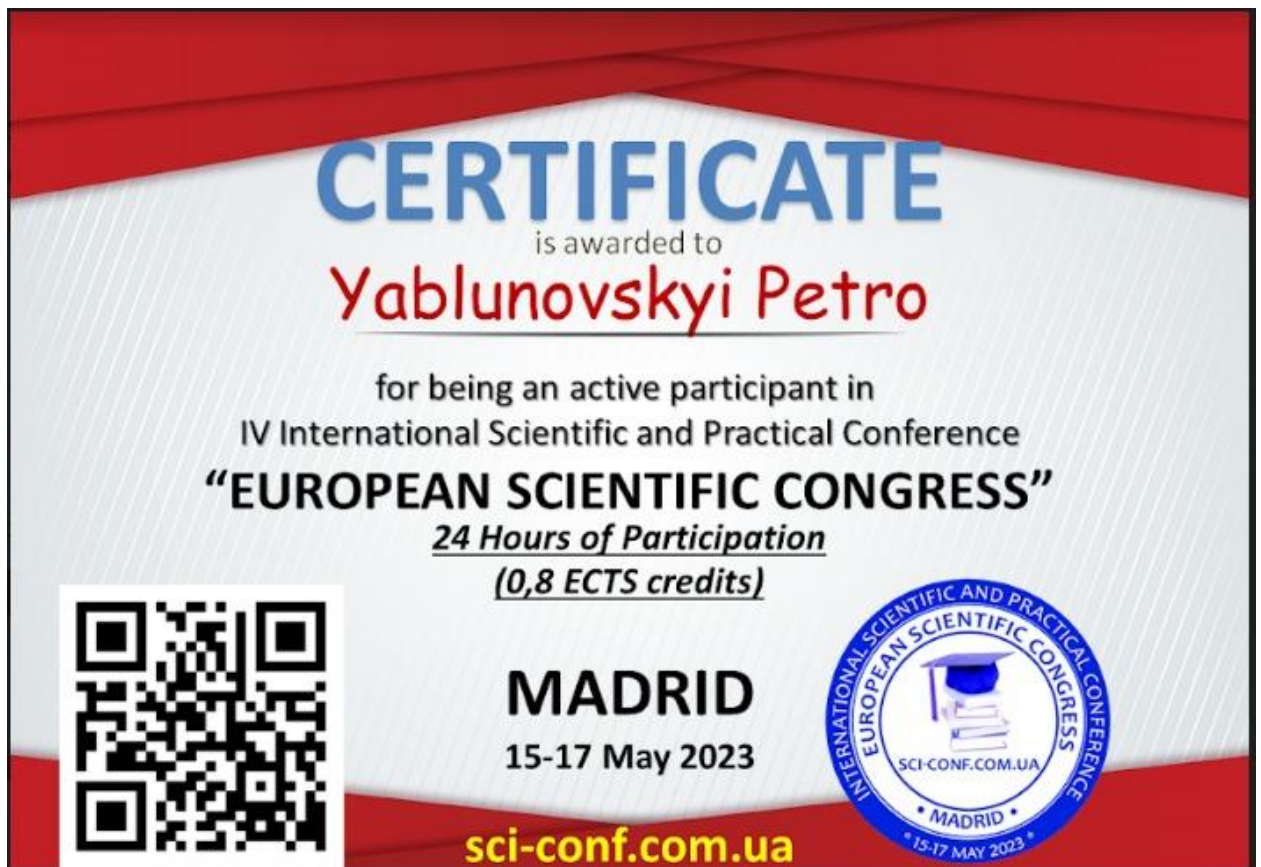 CERTIFICATE
is awarded to
Yablunovskyi Petro
for being an active participant in
IV International Scientific and Practical Conference
“EUROPEAN SCIENTIFIC CONGRESS”
24 Hours of Participation
(0,8 ECTS credits)
MADRID
15-17 May 2023
sci-conf.com.ua
INTERNATIONAL SCIENTIFIC AND PRACTICAL CONFERENCE
EUROPEAN SCIENTIFIC CONGRESS
SCI-CONF.COM.UA
• MADRID •
* 15-17 MAY 2023 *